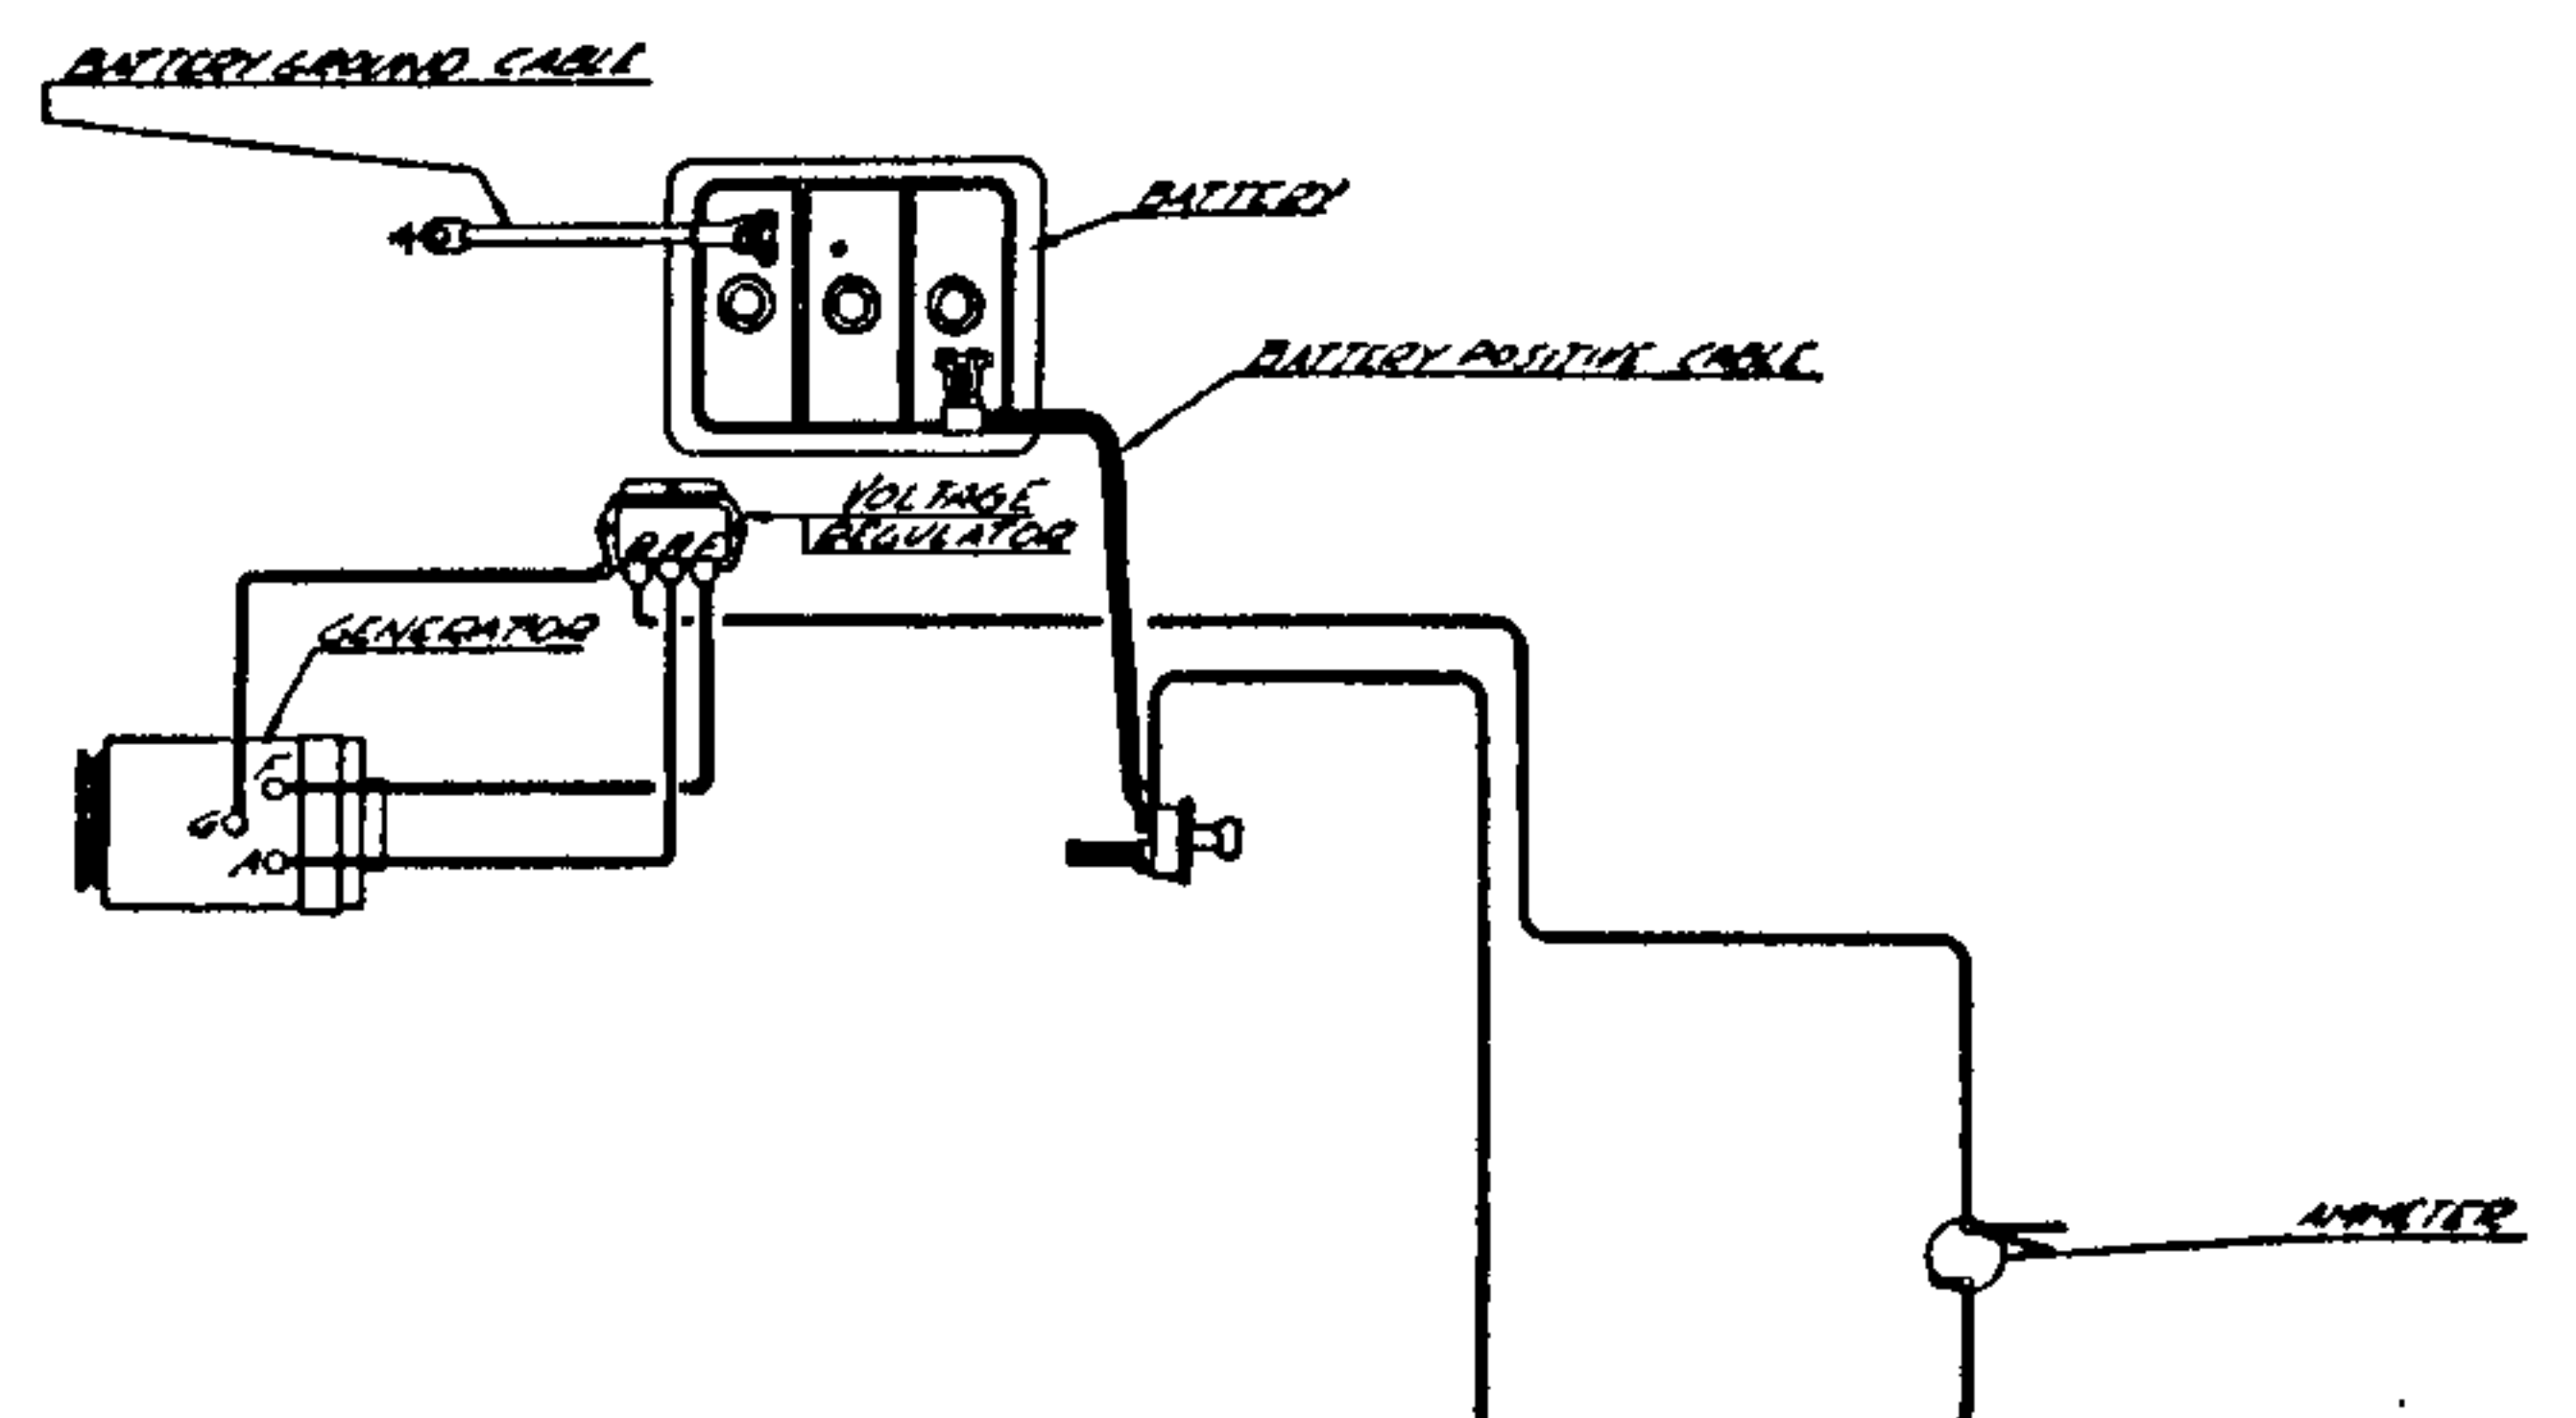 BATTERY GROUND CABLE
BATTERY
BATTERY POSITIVE CABLE
VOLTAGE
REGULATOR
GENERATOR
F
G
A
AMMETER